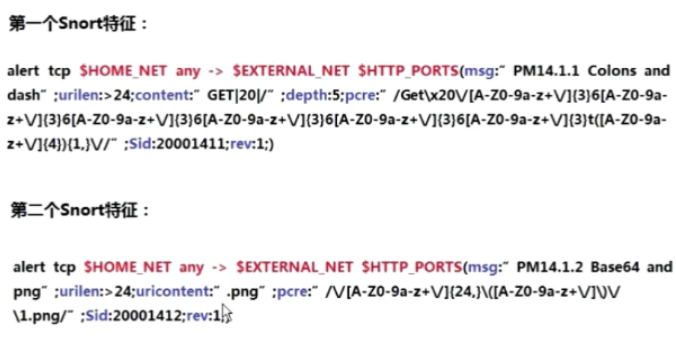 第一个Snort特征：
alert tcp $HOME_NET any -> $EXTERNAL_NET $HTTP_PORTS(msg:″ PM14.1.1 Colons and
dash″ ;urilen:>24;content:″ GET|20|/″ ;depth:5;pcre:″ /Get\x20\/[A-Z0-9a-z+\/]{3}6[A-Z0-9a-
z+\/]{3}6[A-Z0-9a-z+\/]{3}6[A-Z0-9a-z+\/]{3}6[A-Z0-9a-z+\/]{3}6[A-Z0-9a-z+\/]{3}t([A-Z0-9a-
z+\/]{4}){1,}\//″ ;Sid:20001411;rev:1;)
第二个Snort特征：
alert tcp $HOME_NET any -> $EXTERNAL_NET $HTTP_PORTS(msg:″ PM14.1.2 Base64 and
png″ ;urilen:>24;uricontent:″ .png″ ;pcre:″ /\/[A-Z0-9a-z+\/]{24,}\([A-Z0-9a-z+\/]\)\/
\1.png/″ ;Sid:20001412;rev:1;